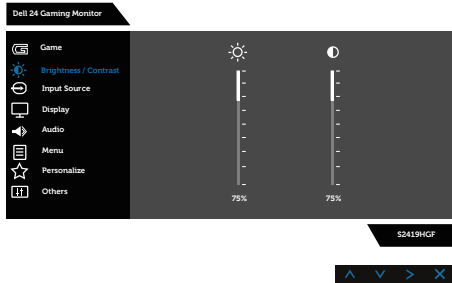 Dell 24 Gaming Monitor
Game
Brightness / Contrast
Input Source
Display
Audio
Menu
Personalize
Others
75%
75%
S2419HGF